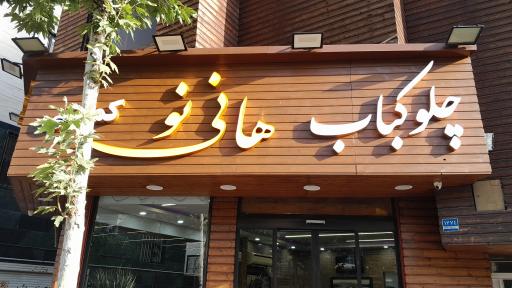 چلوکباب هانی نو